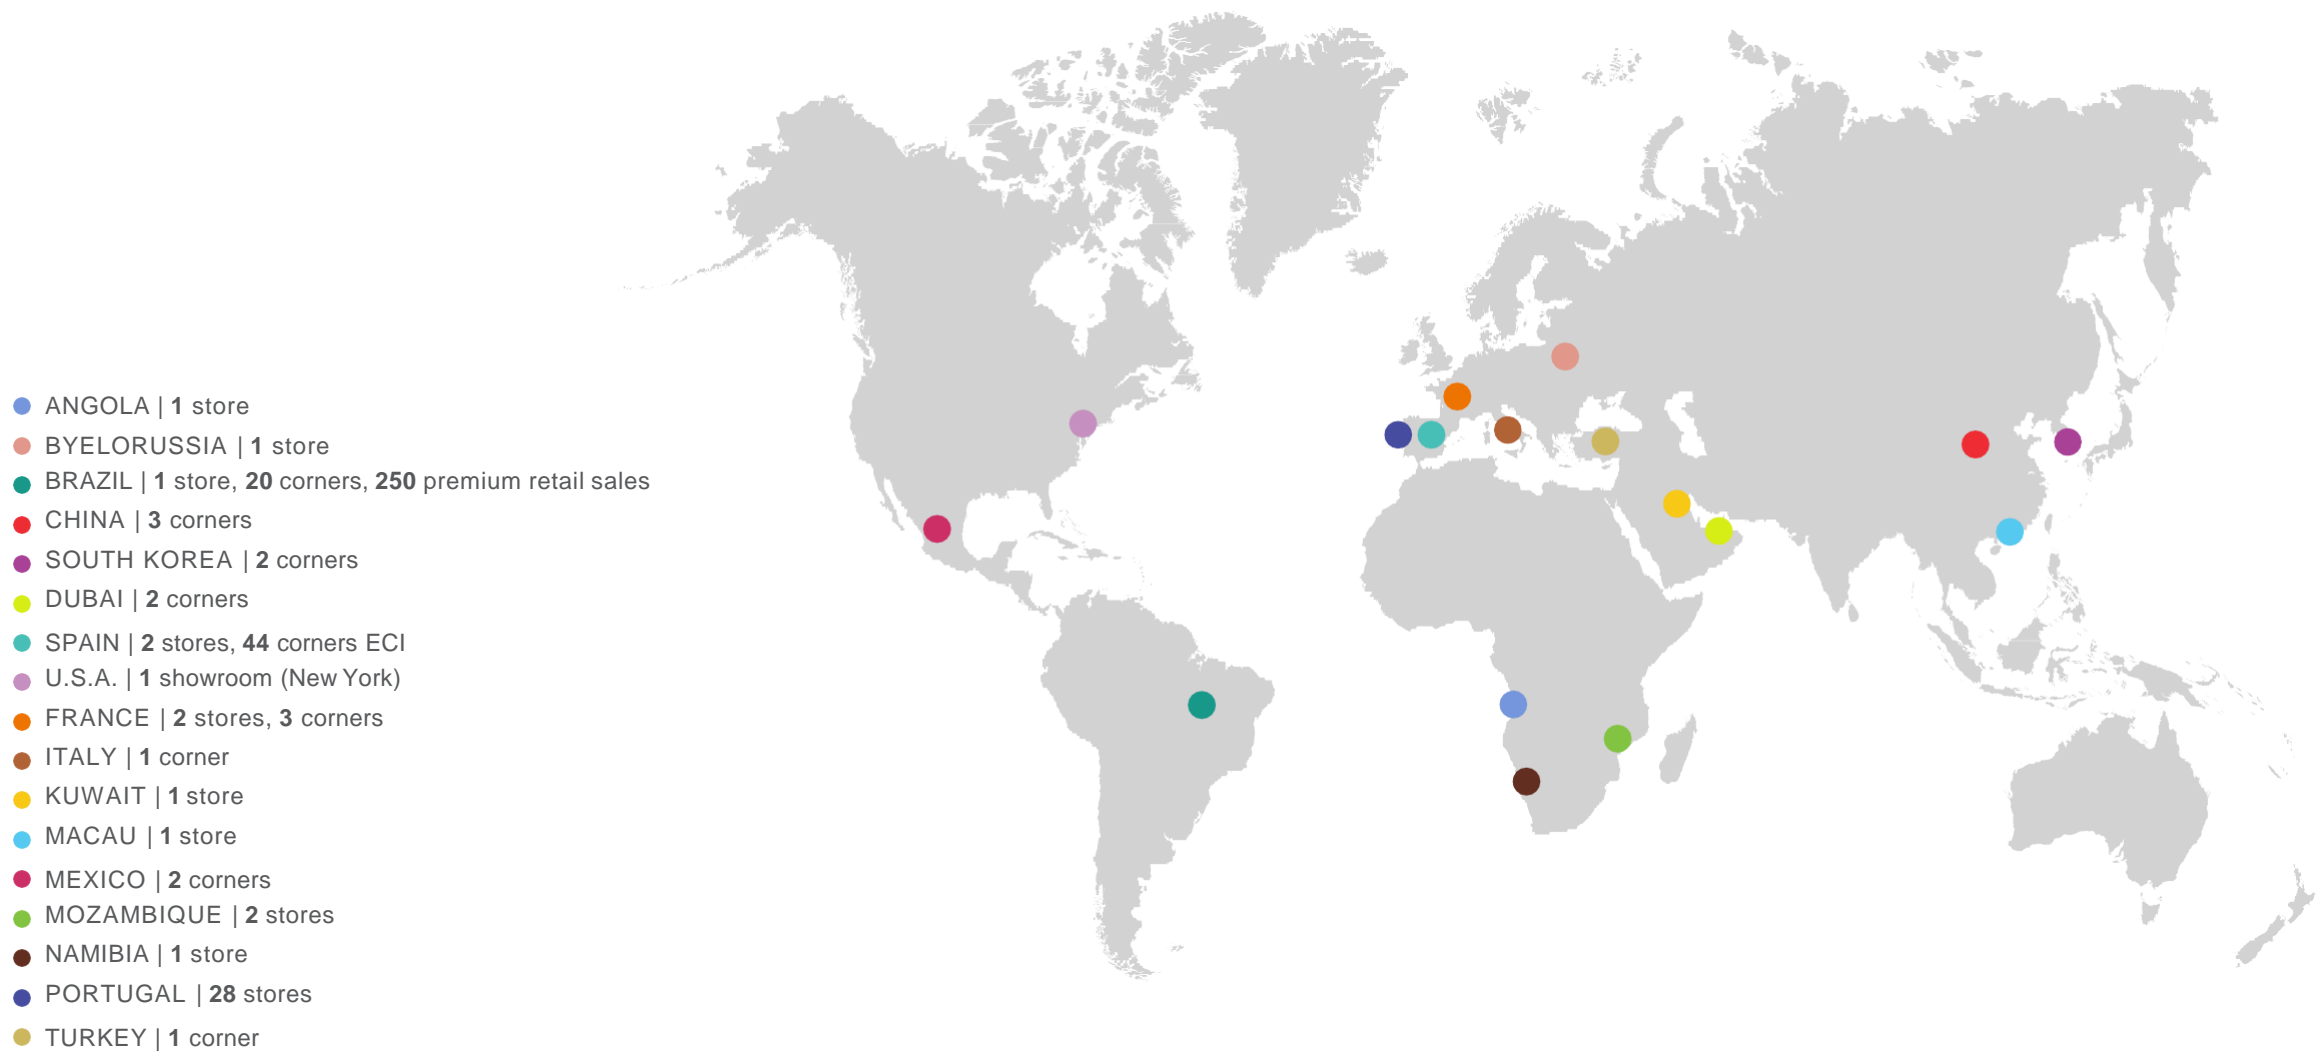 ANGOLA | 1 store
BYELORUSSIA | 1 store
BRAZIL | 1 store, 20 corners, 250 premium retail sales
CHINA | 3 corners
SOUTH KOREA | 2 corners
DUBAI | 2 corners
SPAIN | 2 stores, 44 corners ECI
U.S.A. | 1 showroom (New York)
FRANCE | 2 stores, 3 corners
ITALY | 1 corner
KUWAIT | 1 store
MACAU | 1 store
MEXICO | 2 corners
MOZAMBIQUE | 2 stores
NAMIBIA | 1 store
PORTUGAL | 28 stores
TURKEY | 1 corner